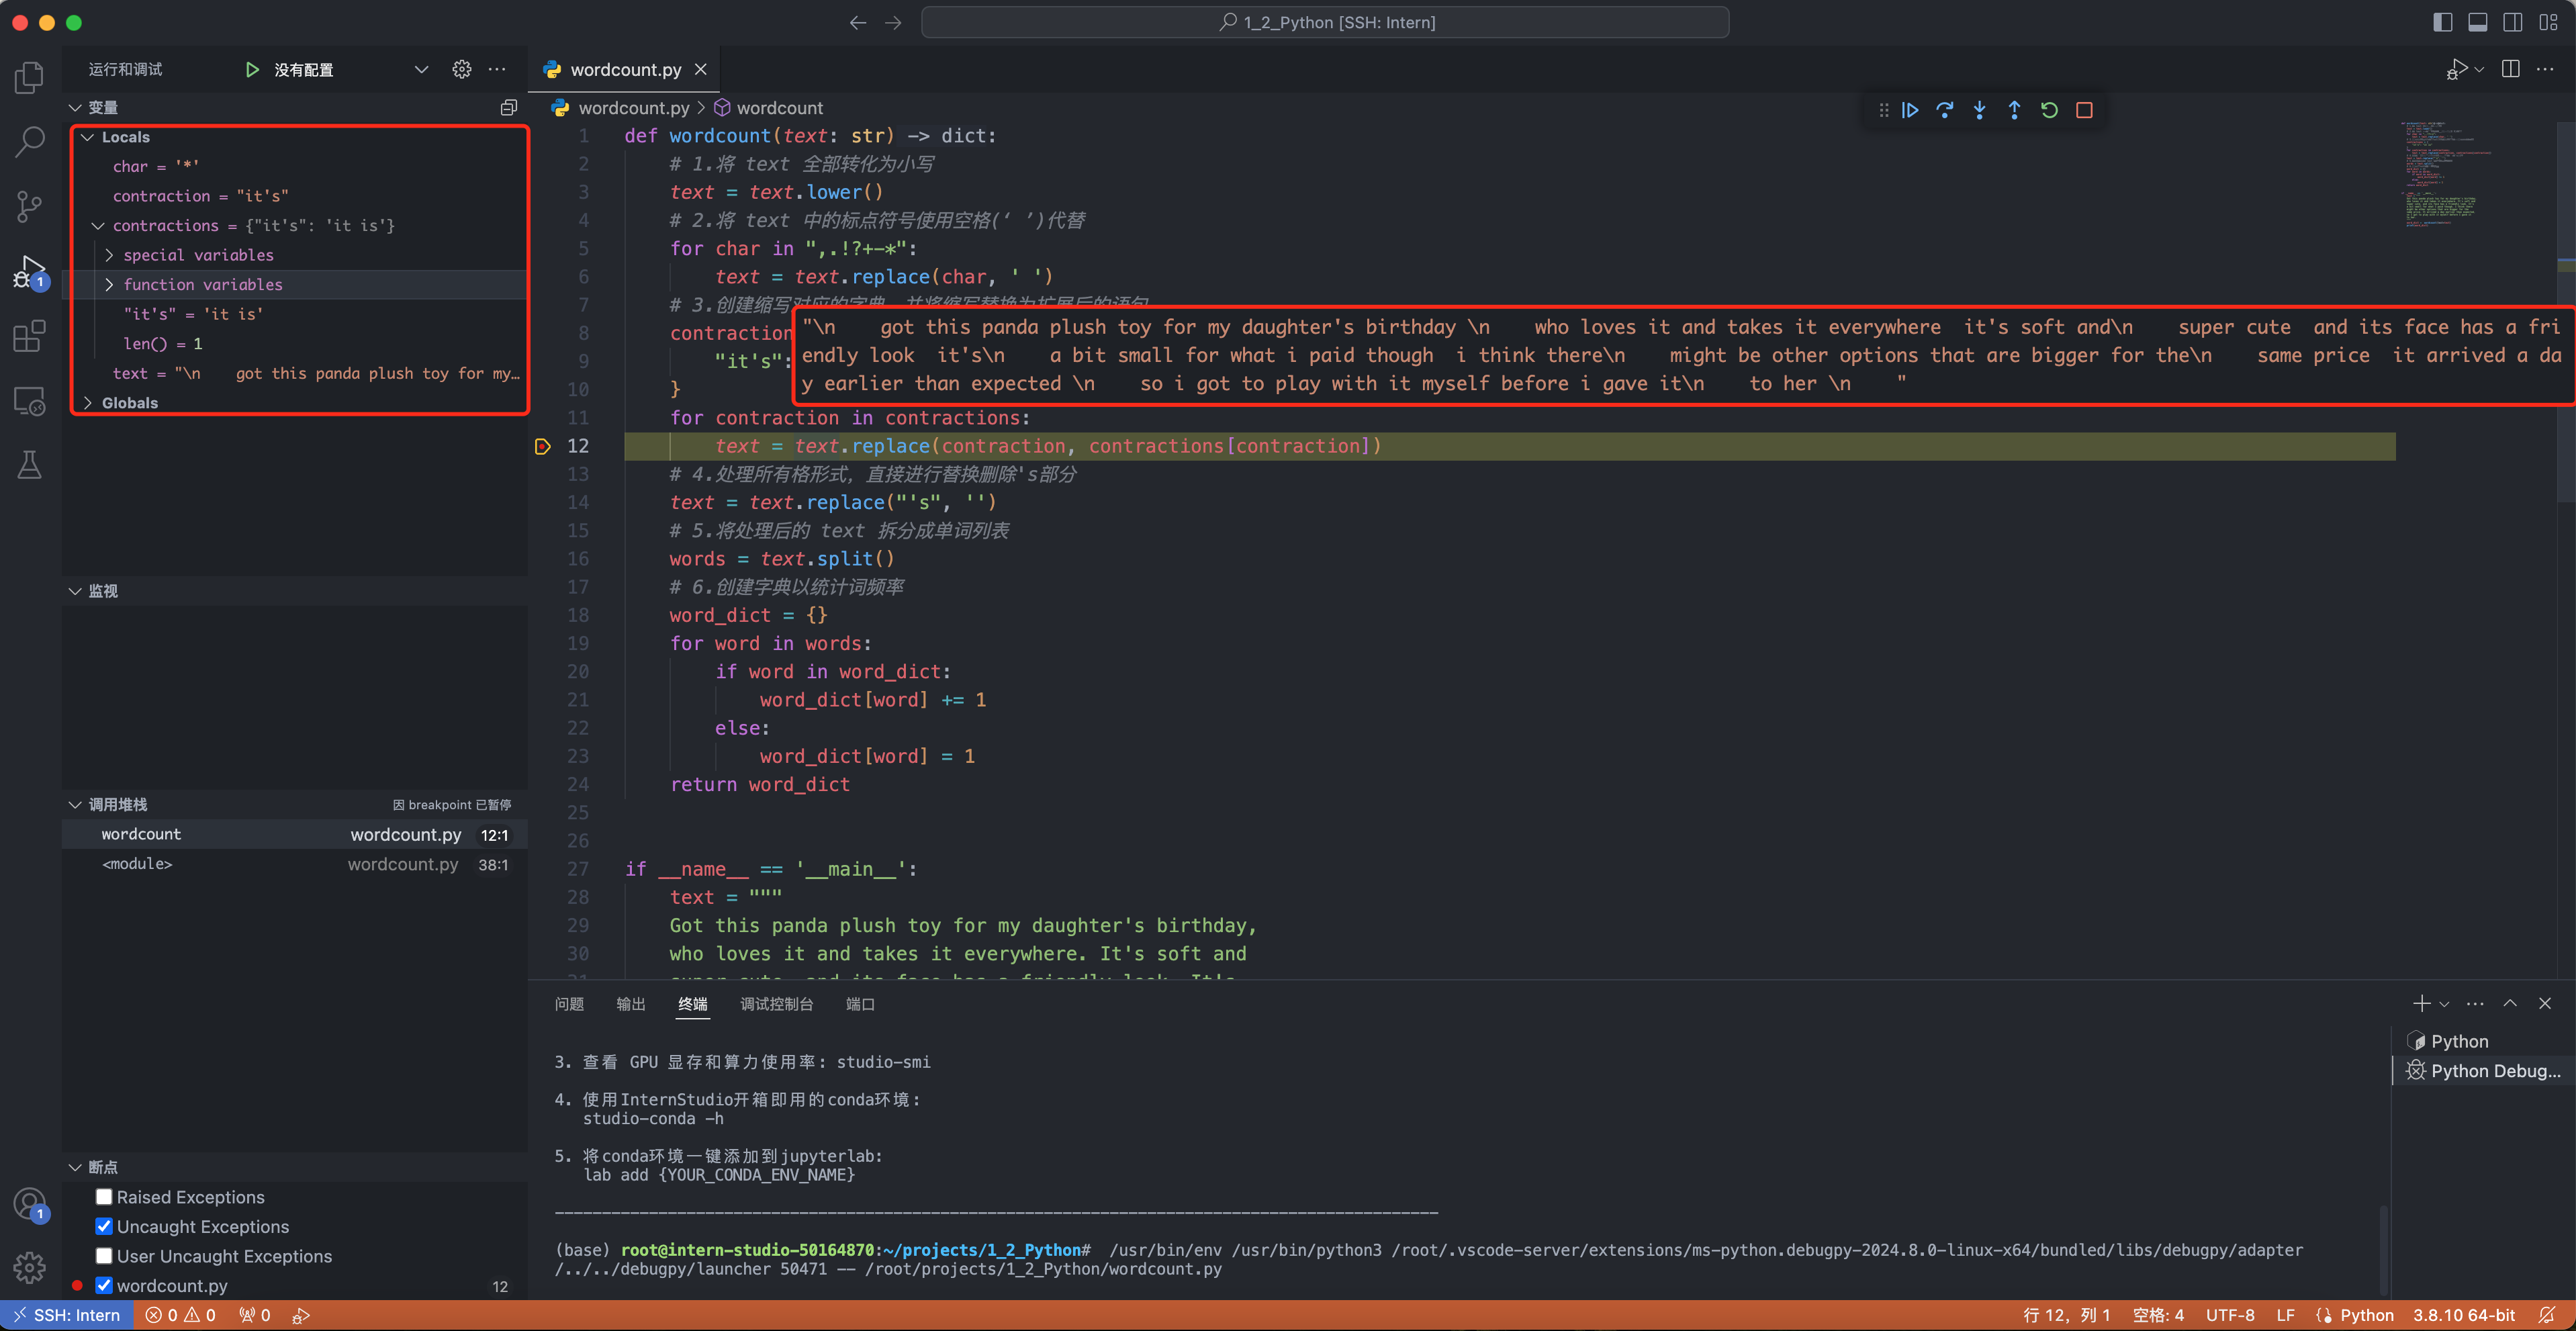 1_2_Python [SSH: Intern]
运行和调试
没有配置
变量
Locals
char = '*'
contraction = "it's"
contractions = {"it's": 'it is'}
special variables
function variables
"it's" = 'it is'
len() = 1
text = "\n    got this panda plush toy for my…
Globals
监视
调用堆栈
因 breakpoint 已暂停
wordcount wordcount.py 12:1
<module> wordcount.py 38:1
断点
Raised Exceptions
Uncaught Exceptions
User Uncaught Exceptions
wordcount.py 12
1
1
wordcount.py
wordcount.py > wordcount
1 def wordcount(text: str) -> dict:
2     # 1.将 text 全部转化为小写
3     text = text.lower()
4     # 2.将 text 中的标点符号使用空格(‘ ’)代替
5     for char in ",.!?+-*":
6         text = text.replace(char, ' ')
7     # 3.创建缩写对应的字典，并将缩写替换为扩展后的语句
8     contraction
9         "it's":
10     }
"\n    got this panda plush toy for my daughter's birthday \n    who loves it and takes it everywhere  it's soft and\n    super cute  and its face has a fri
endly look  it's\n    a bit small for what i paid though  i think there\n    might be other options that are bigger for the\n    same price  it arrived a da
y earlier than expected \n    so i got to play with it myself before i gave it\n    to her \n    "
11     for contraction in contractions:
12         text = text.replace(contraction, contractions[contraction])
13     # 4.处理所有格形式，直接进行替换删除's部分
14     text = text.replace("'s", '')
15     # 5.将处理后的 text 拆分成单词列表
16     words = text.split()
17     # 6.创建字典以统计词频率
18     word_dict = {}
19     for word in words:
20         if word in word_dict:
21             word_dict[word] += 1
22         else:
23             word_dict[word] = 1
24     return word_dict
25
26
27 if __name__ == '__main__':
28     text = """
29     Got this panda plush toy for my daughter's birthday,
30     who loves it and takes it everywhere. It's soft and
31     super cute, and its face has a friendly look. It's
问题 输出 终端 调试控制台 端口
3. 查看 GPU 显存和算力使用率: studio-smi
4. 使用InternStudio开箱即用的conda环境:
studio-conda -h
5. 将conda环境一键添加到jupyterlab:
lab add {YOUR_CONDA_ENV_NAME}
(base) root@intern-studio-50164870:~/projects/1_2_Python#  /usr/bin/env /usr/bin/python3 /root/.vscode-server/extensions/ms-python.debugpy-2024.8.0-linux-x64/bundled/libs/debugpy/adapter
/../../debugpy/launcher 50471 -- /root/projects/1_2_Python/wordcount.py
Python
Python Debug...
SSH: Intern 0 0 0 行 12，列 1 空格: 4 UTF-8 LF Python 3.8.10 64-bit